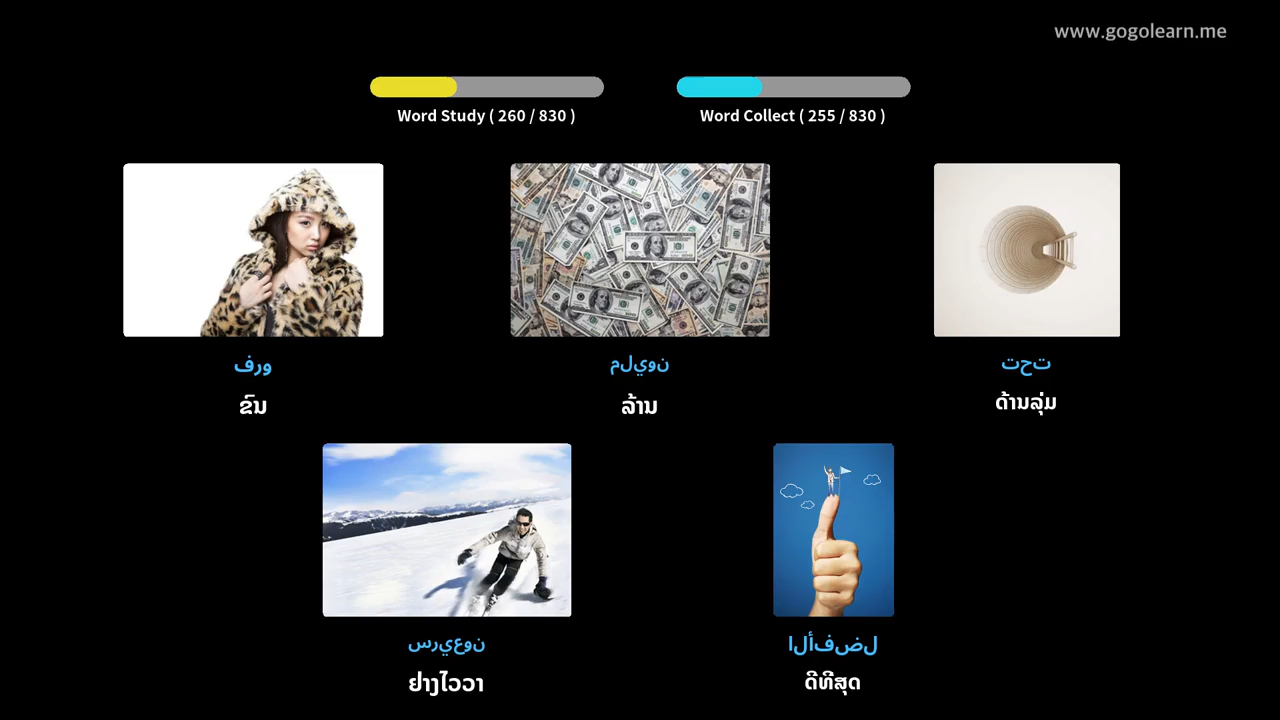 www.gogolearn.me
Word Study ( 260 / 830 )
Word Collect ( 255 / 830 )
فرو
ຂົນ
مليون
ລ້ານ
تحت
ດ້ານລຸ່ມ
سريعون
ຢ່າງໄວວາ
الأفضل
ດີທີ່ສຸດ